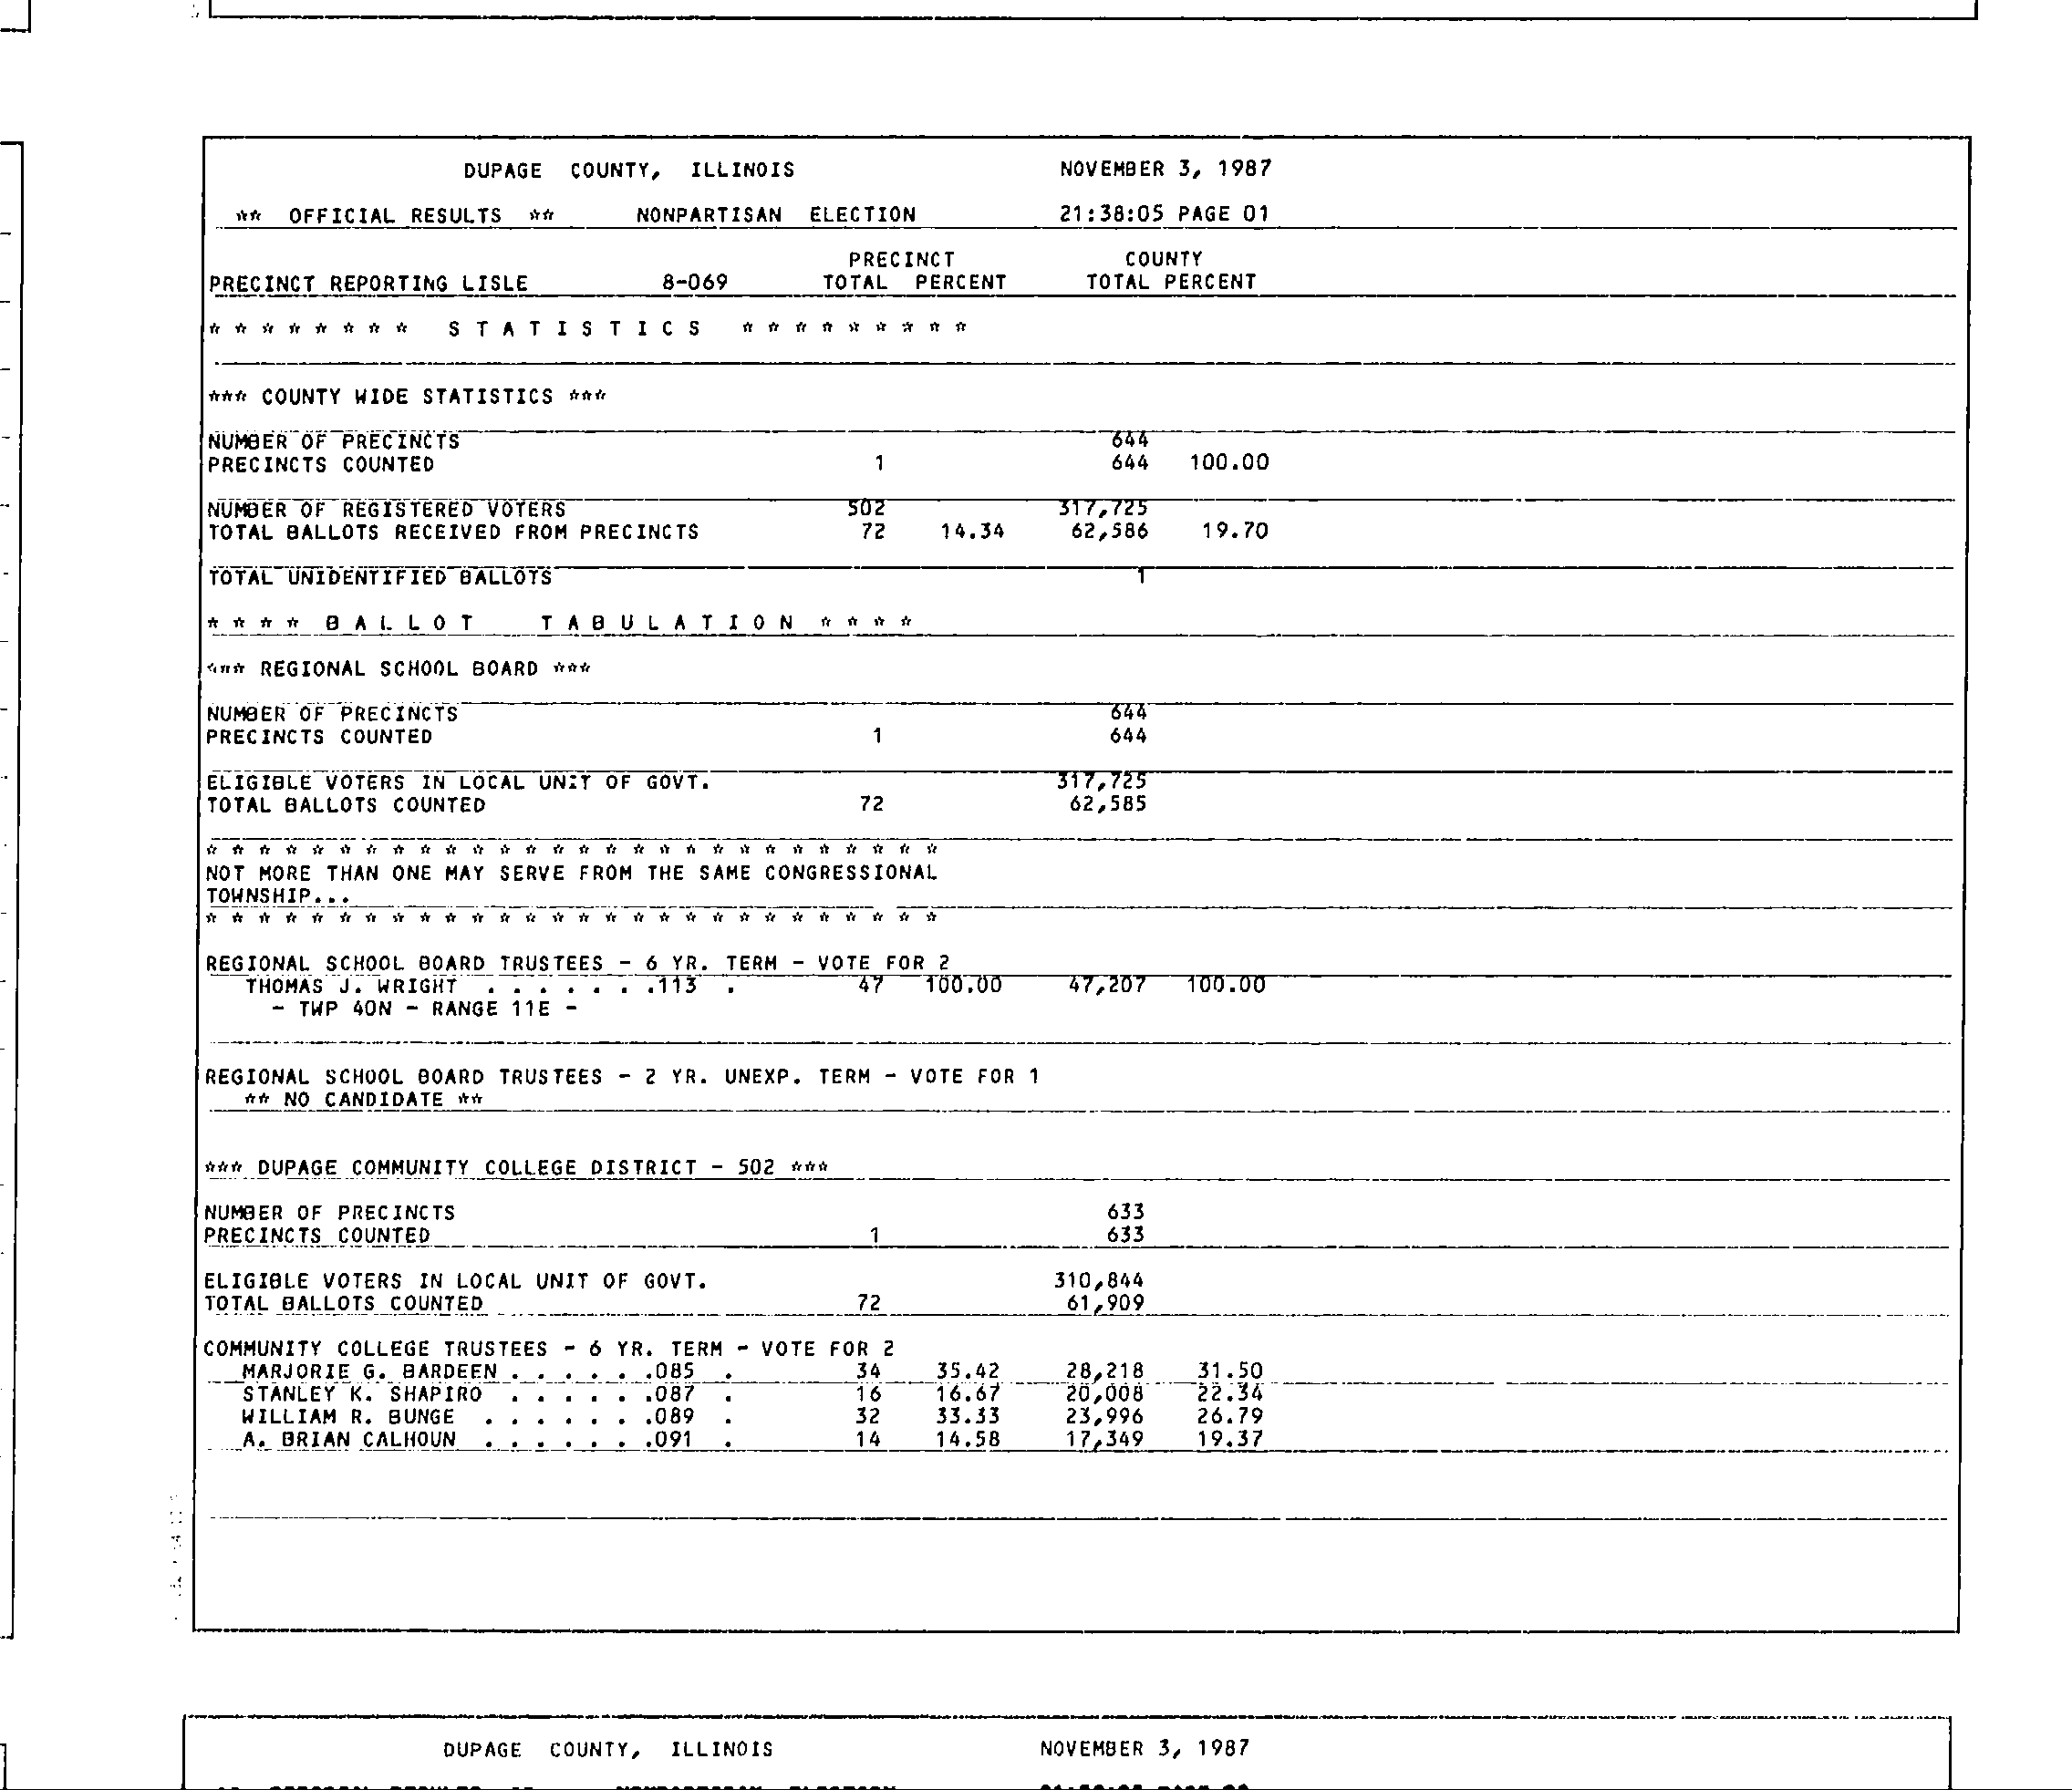 DUPAGE COUNTY, ILLINOIS NOVEMBER 3, 1987
** OFFICIAL RESULTS ** NONPARTISAN ELECTION 21:38:05 PAGE 01
PRECINCT COUNTY
PRECINCT REPORTING LISLE 8-069 TOTAL PERCENT TOTAL PERCENT
* * * * * * * * S T A T I S T I C S * * * * * * * * *
*** COUNTY WIDE STATISTICS ***
NUMBER OF PRECINCTS 644
PRECINCTS COUNTED 1 644 100.00
NUMBER OF REGISTERED VOTERS 502 317,725
TOTAL BALLOTS RECEIVED FROM PRECINCTS 72 14.34 62,586 19.70
TOTAL UNIDENTIFIED BALLOTS 1
* * * * B A L L O T T A B U L A T I O N * * * *
*** REGIONAL SCHOOL BOARD ***
NUMBER OF PRECINCTS 644
PRECINCTS COUNTED 1 644
ELIGIBLE VOTERS IN LOCAL UNIT OF GOVT. 317,725
TOTAL BALLOTS COUNTED 72 62,585
* * * * * * * * * * * * * * * * * * * * * * * * * * * *
NOT MORE THAN ONE MAY SERVE FROM THE SAME CONGRESSIONAL
TOWNSHIP...
* * * * * * * * * * * * * * * * * * * * * * * * * * * *
REGIONAL SCHOOL BOARD TRUSTEES - 6 YR. TERM - VOTE FOR 2
THOMAS J. WRIGHT . . . . . . .113 . 47 100.00 47,207 100.00
- TWP 40N - RANGE 11E -
REGIONAL SCHOOL BOARD TRUSTEES - 2 YR. UNEXP. TERM - VOTE FOR 1
** NO CANDIDATE **
*** DUPAGE COMMUNITY COLLEGE DISTRICT - 502 ***
NUMBER OF PRECINCTS 633
PRECINCTS COUNTED 1 633
ELIGIBLE VOTERS IN LOCAL UNIT OF GOVT. 310,844
TOTAL BALLOTS COUNTED 72 61,909
COMMUNITY COLLEGE TRUSTEES - 6 YR. TERM - VOTE FOR 2
MARJORIE G. BARDEEN . . . . . .085 . 34 35.42 28,218 31.50
STANLEY K. SHAPIRO . . . . . .087 . 16 16.67 20,008 22.34
WILLIAM R. BUNGE . . . . . . .089 . 32 33.33 23,996 26.79
A. BRIAN CALHOUN . . . . . . .091 . 14 14.58 17,349 19.37
DUPAGE COUNTY, ILLINOIS NOVEMBER 3, 1987